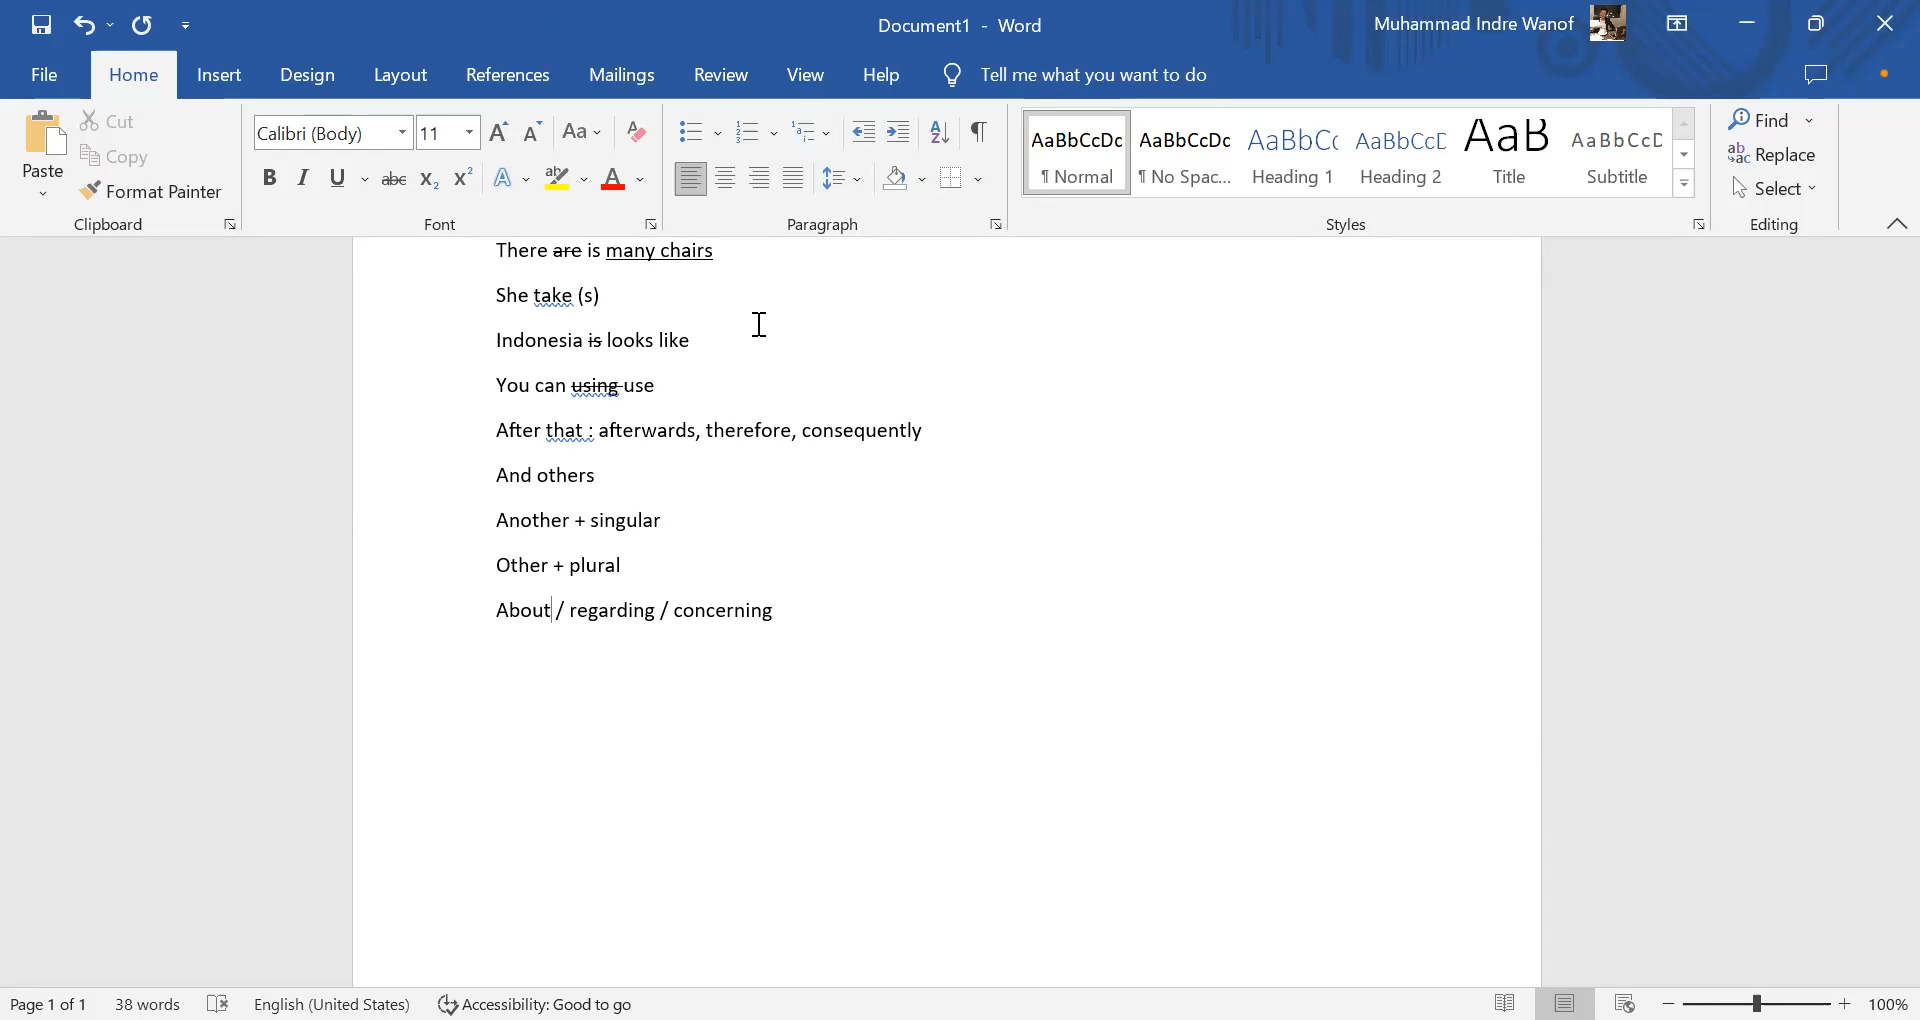 Document1 - Word
Muhammad Indre Wanof
File Home Insert Design Layout References Mailings Review View Help Tell me what you want to do
Paste
Cut
Copy
Format Painter
Clipboard
Calibri (Body) 11
Font
Paragraph
AaBbCcDc AaBbCcDc AaBbCc AaBbCcD AaB AaBbCcD
¶ Normal ¶ No Spac... Heading 1 Heading 2 Title Subtitle
Styles
Find
Replace
Select
Editing
There ~~are~~ is many chairs
She take (s)
Indonesia ~~is~~ looks like
You can ~~using~~ use
After that : afterwards, therefore, consequently
And others
Another + singular
Other + plural
About / regarding / concerning
Page 1 of 1 38 words English (United States) Accessibility: Good to go 100%